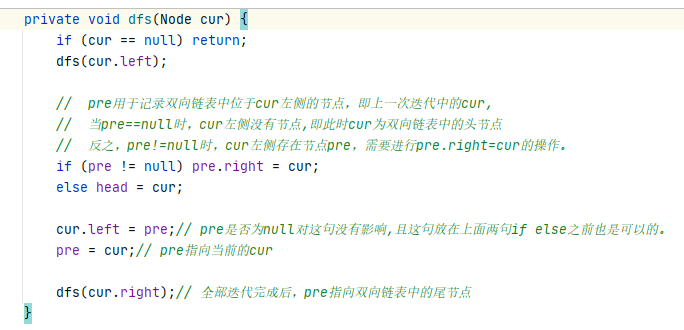 private void dfs(Node cur) {
    if (cur == null) return;
    dfs(cur.left);
    //  pre用于记录双向链表中位于cur左侧的节点，即上一次迭代中的cur,
    //  当pre==null时，cur左侧没有节点,即此时cur为双向链表中的头节点
    //  反之，pre!=null时，cur左侧存在节点pre，需要进行pre.right=cur的操作。
    if (pre != null) pre.right = cur;
    else head = cur;
    cur.left = pre;// pre是否为null对这句没有影响,且这句放在上面两句if else之前也是可以的。
    pre = cur;// pre指向当前的cur
    dfs(cur.right);// 全部迭代完成后，pre指向双向链表中的尾节点
}